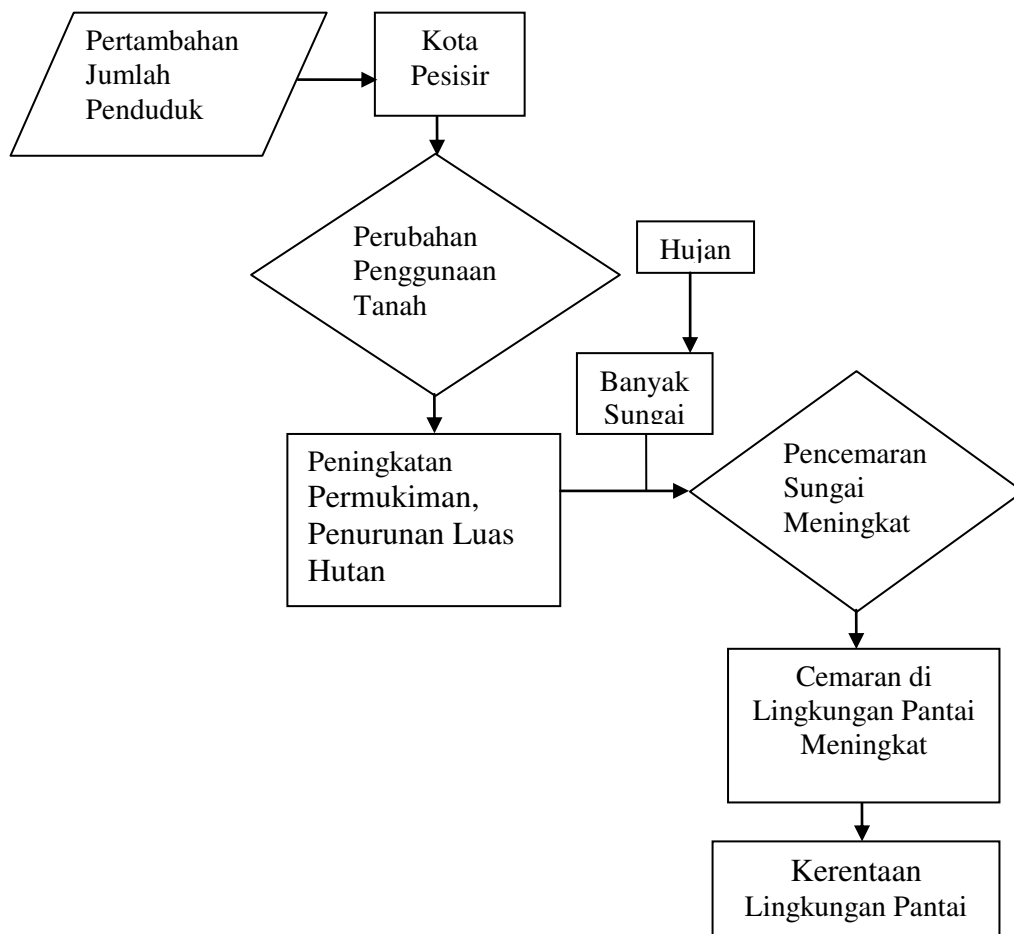 Pertambahan
Jumlah
Penduduk
Kota
Pesisir
Perubahan
Penggunaan
Tanah
Hujan
Banyak
Sungai
Peningkatan
Permukiman,
Penurunan Luas
Hutan
Pencemaran
Sungai
Meningkat
Cemaran di
Lingkungan Pantai
Meningkat
Kerentaan
Lingkungan Pantai